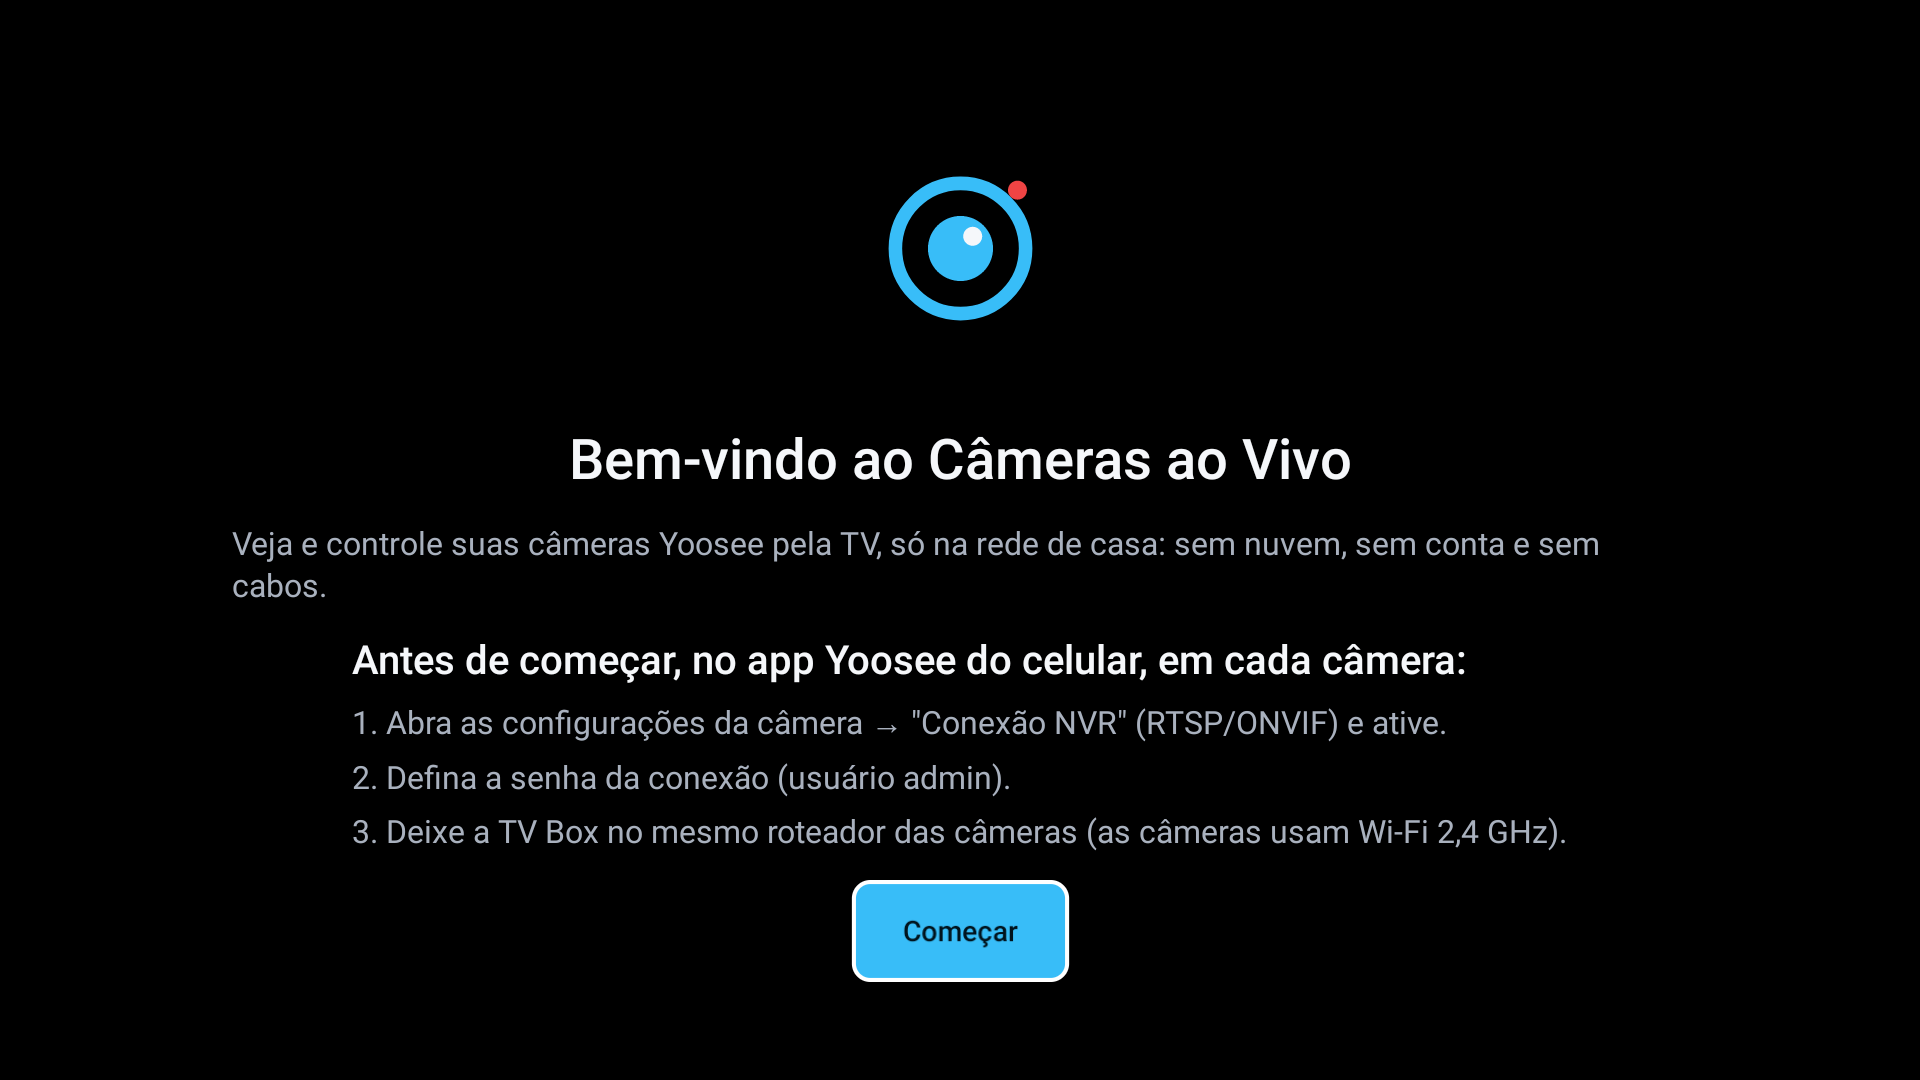 Bem-vindo ao Câmeras ao Vivo
Veja e controle suas câmeras Yoosee pela TV, só na rede de casa: sem nuvem, sem conta e sem
cabos.
Antes de começar, no app Yoosee do celular, em cada câmera:
1. Abra as configurações da câmera → "Conexão NVR" (RTSP/ONVIF) e ative.
2. Defina a senha da conexão (usuário admin).
3. Deixe a TV Box no mesmo roteador das câmeras (as câmeras usam Wi-Fi 2,4 GHz).
Começar